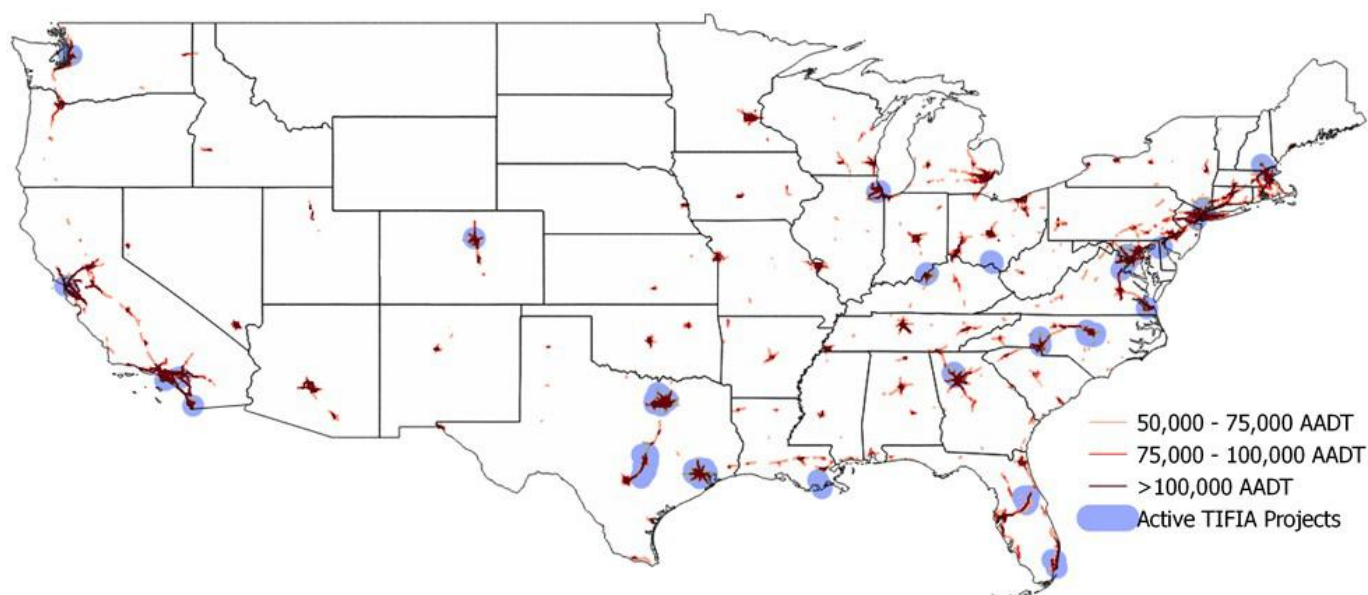 50,000 - 75,000 AADT
75,000 - 100,000 AADT
>100,000 AADT
Active TIFIA Projects